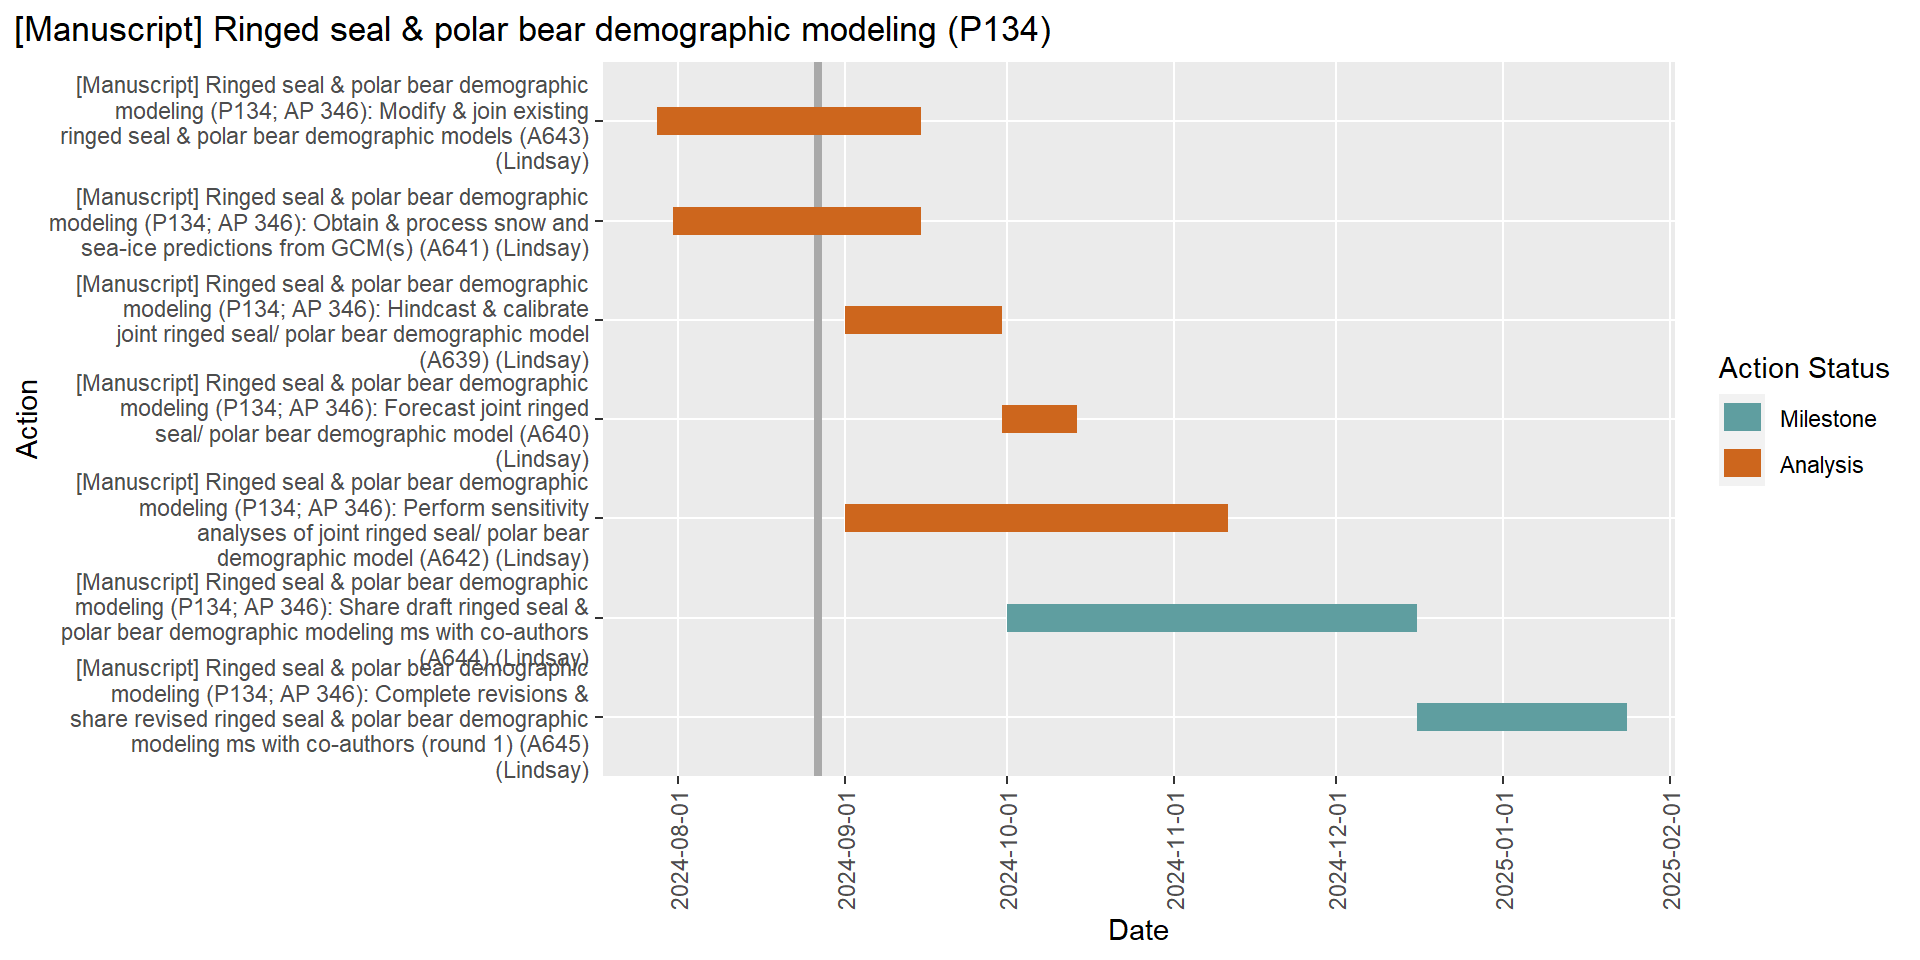 [Manuscript] Ringed seal & polar bear demographic modeling (P134)
[Manuscript] Ringed seal & polar bear demographic
modeling (P134; AP 346): Modify & join existing
ringed seal & polar bear demographic models (A643)
(Lindsay)
[Manuscript] Ringed seal & polar bear demographic
modeling (P134; AP 346): Obtain & process snow and
sea-ice predictions from GCM(s) (A641) (Lindsay)
[Manuscript] Ringed seal & polar bear demographic
modeling (P134; AP 346): Hindcast & calibrate
joint ringed seal/ polar bear demographic model
(A639) (Lindsay)
[Manuscript] Ringed seal & polar bear demographic
modeling (P134; AP 346): Forecast joint ringed
seal/ polar bear demographic model (A640)
(Lindsay)
[Manuscript] Ringed seal & polar bear demographic
modeling (P134; AP 346): Perform sensitivity
analyses of joint ringed seal/ polar bear
demographic model (A642) (Lindsay)
[Manuscript] Ringed seal & polar bear demographic
modeling (P134; AP 346): Share draft ringed seal &
polar bear demographic modeling ms with co-authors
(A644) (Lindsay)
[Manuscript] Ringed seal & polar bear demographic
modeling (P134; AP 346): Complete revisions &
share revised ringed seal & polar bear demographic
modeling ms with co-authors (round 1) (A645)
(Lindsay)
Action
2024-08-01
2024-09-01
2024-10-01
2024-11-01
2024-12-01
2025-01-01
2025-02-01
Date
Action Status
Milestone
Analysis